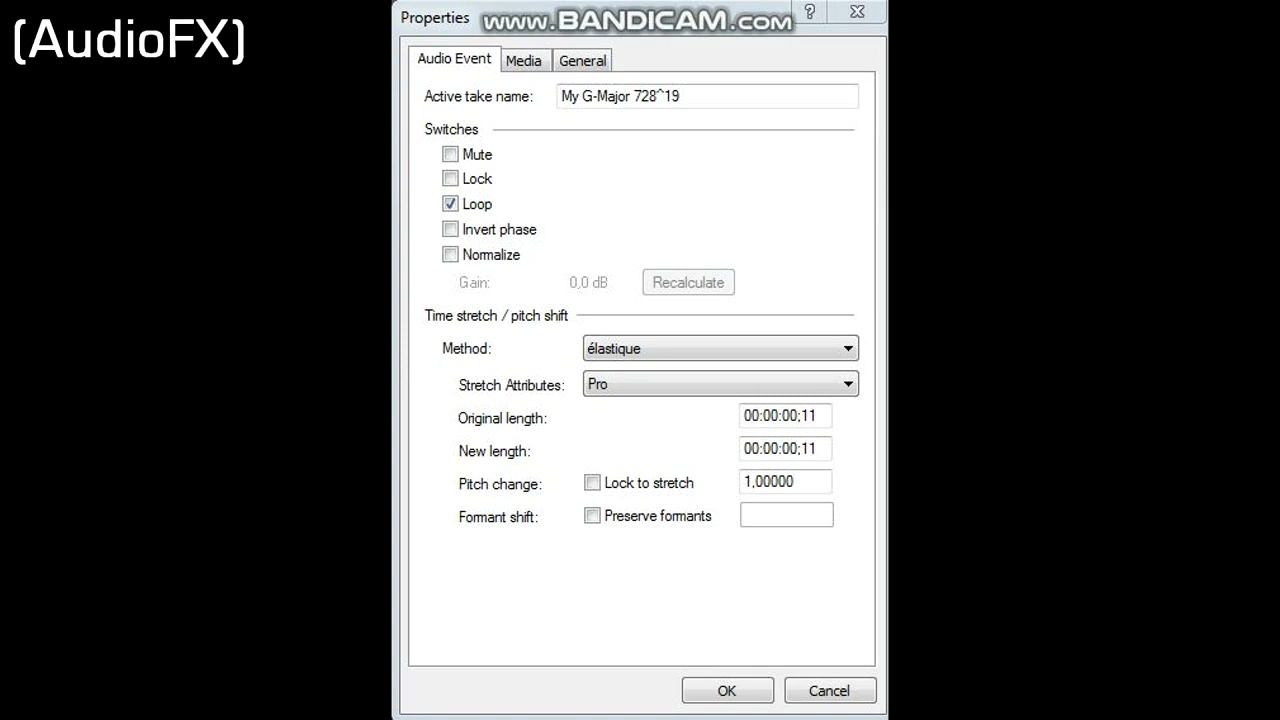 (AudioFX)
Properties
www.BANDICAM.com
?
Audio Event
Media
General
Active take name: My G-Major 728^19
Switches
Mute
Lock
Loop
Invert phase
Normalize
Gain: 0,0 dB Recalculate
Time stretch / pitch shift
Method: élastique
Stretch Attributes: Pro
Original length: 00:00:00;11
New length: 00:00:00;11
Pitch change: Lock to stretch 1,00000
Formant shift: Preserve formants
OK Cancel